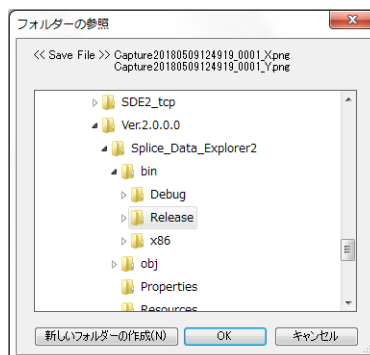 フォルダーの参照
<< Save File >> Capture20180509124919_0001_X.png
Capture20180509124919_0001_Y.png
SDE2_tcp
Ver.2.0.0.0
Splice_Data_Explorer2
bin
Debug
Release
x86
obj
Properties
Resources
新しいフォルダーの作成(N) OK キャンセル